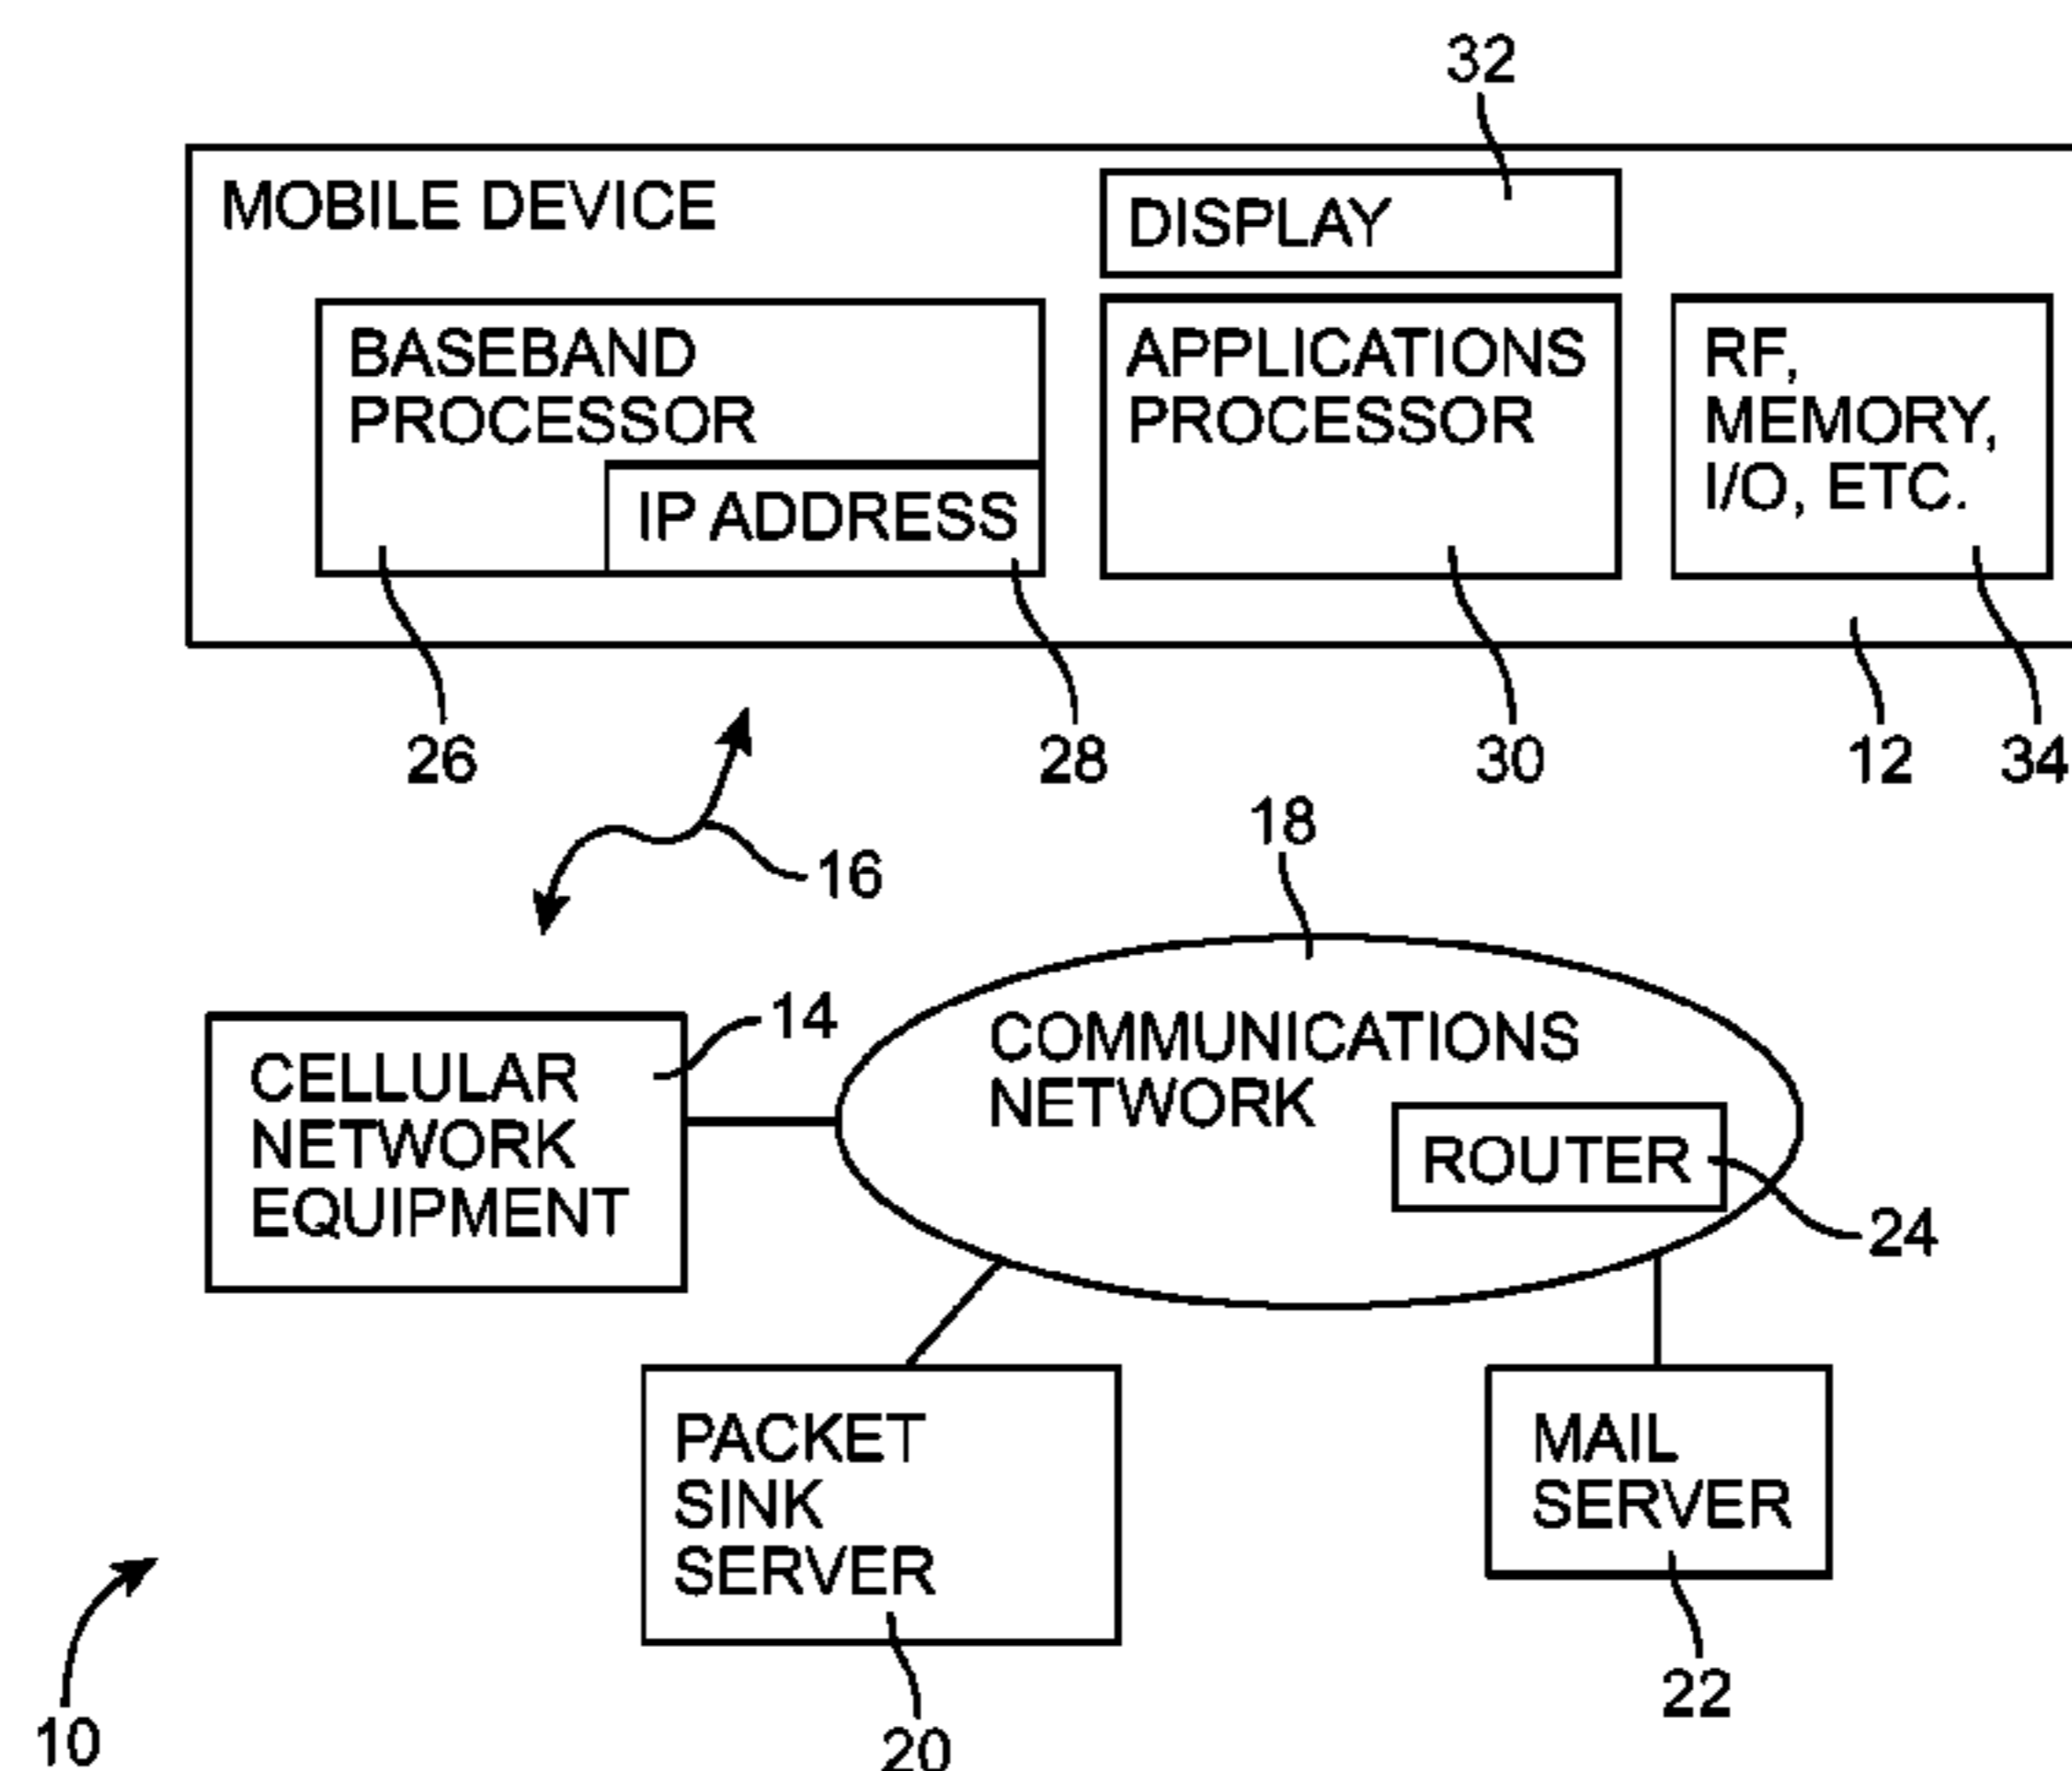 32
MOBILE DEVICE
DISPLAY
BASEBAND
PROCESSOR
IP ADDRESS
APPLICATIONS
PROCESSOR
RF,
MEMORY,
I/O, ETC.
26
28
30
12
34
16
18
14
CELLULAR
NETWORK
EQUIPMENT
COMMUNICATIONS
NETWORK
ROUTER
24
PACKET
SINK
SERVER
MAIL
SERVER
22
10
20